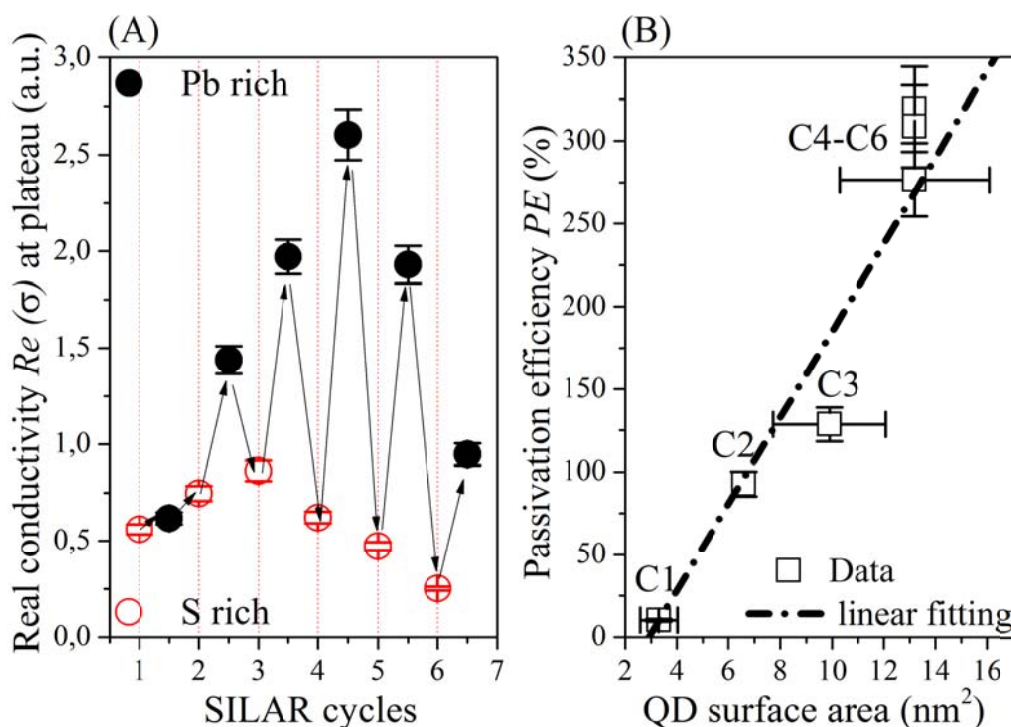 (A)
Real conductivity Re (σ) at plateau (a.u.)
3,0
2,5
2,0
1,5
1,0
0,5
0,0
Pb rich
S rich
1 2 3 4 5 6 7
SILAR cycles
(B)
Passivation efficiency PE (%)
350
300
250
200
150
100
50
0
C4-C6
C3
C2
C1
Data
linear fitting
2 4 6 8 10 12 14 16
QD surface area (nm²)